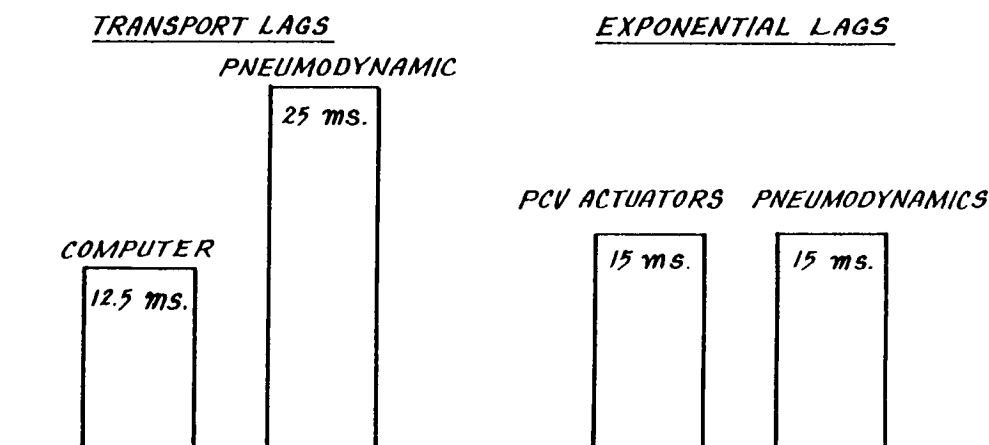 TRANSPORT LAGS
EXPONENTIAL LAGS
PNEUMODYNAMIC
25 ms.
COMPUTER
12.5 ms.
PCV ACTUATORS
PNEUMODYNAMICS
15 ms.
15 ms.